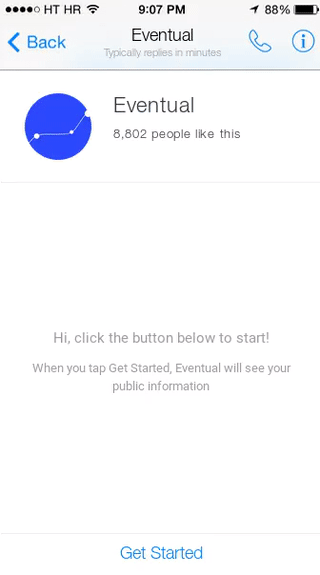 HT HR 9:07 PM 88%
Back Eventual
Typically replies in minutes
Eventual
8,802 people like this
Hi, click the button below to start!
When you tap Get Started, Eventual will see your
public information
Get Started